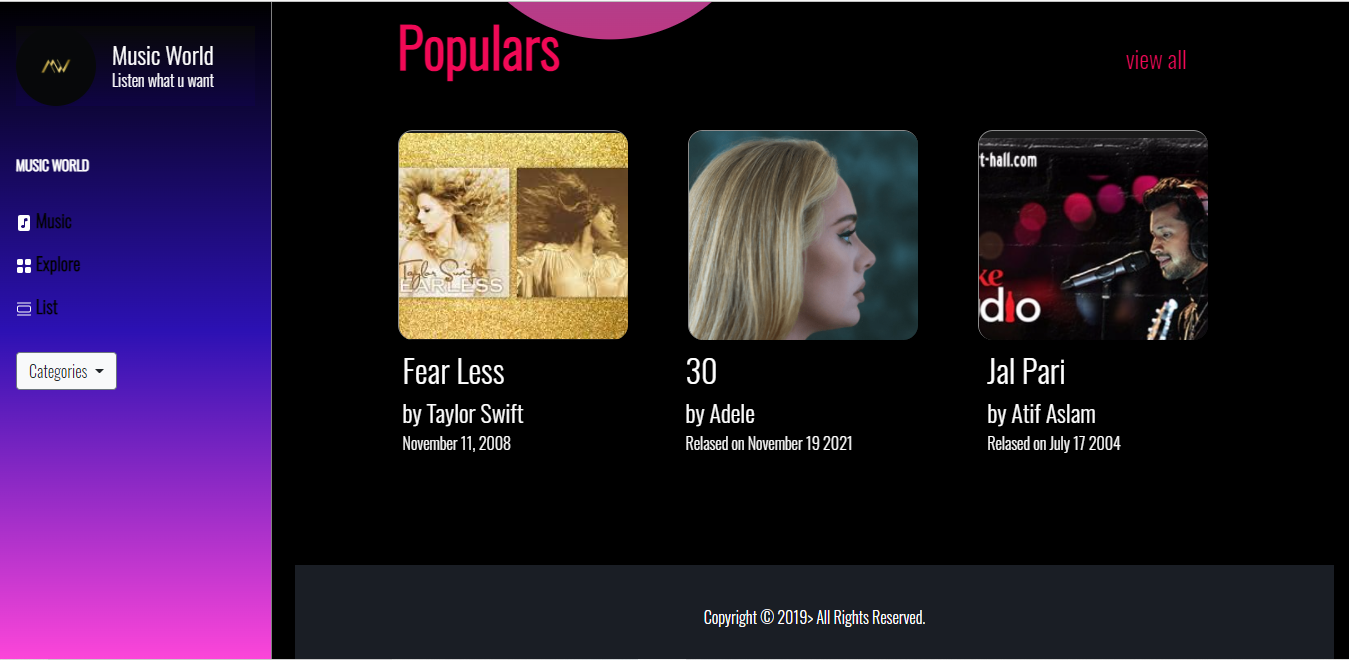 MW
Music World
Listen what u want
MUSIC WORLD
Music
Explore
List
Categories
Populars
view all
Taylor Swift
EARLESS
t-hall.com
ke
dio
Fear Less
by Taylor Swift
November 11, 2008
30
by Adele
Relased on November 19 2021
Jal Pari
by Atif Aslam
Relased on July 17 2004
Copyright © 2019> All Rights Reserved.